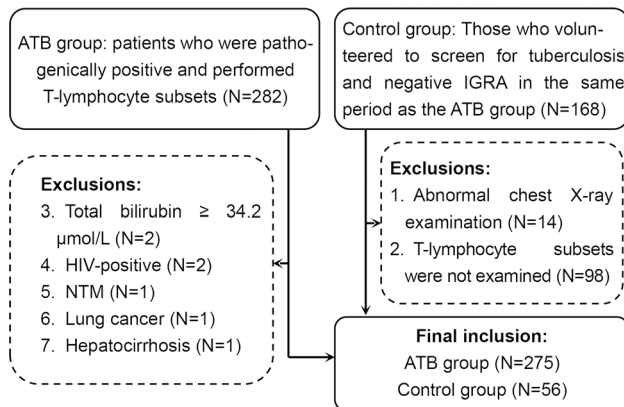 ATB group: patients who were patho-
genically positive and performed
T-lymphocyte subsets (N=282)
Control group: Those who volun-
teered to screen for tuberculosis
and negative IGRA in the same
period as the ATB group (N=168)
Exclusions:
3. Total bilirubin ≥ 34.2
μmol/L (N=2)
4. HIV-positive (N=2)
5. NTM (N=1)
6. Lung cancer (N=1)
7. Hepatocirrhosis (N=1)
Exclusions:
1. Abnormal chest X-ray
examination (N=14)
2. T-lymphocyte subsets
were not examined (N=98)
Final inclusion:
ATB group (N=275)
Control group (N=56)